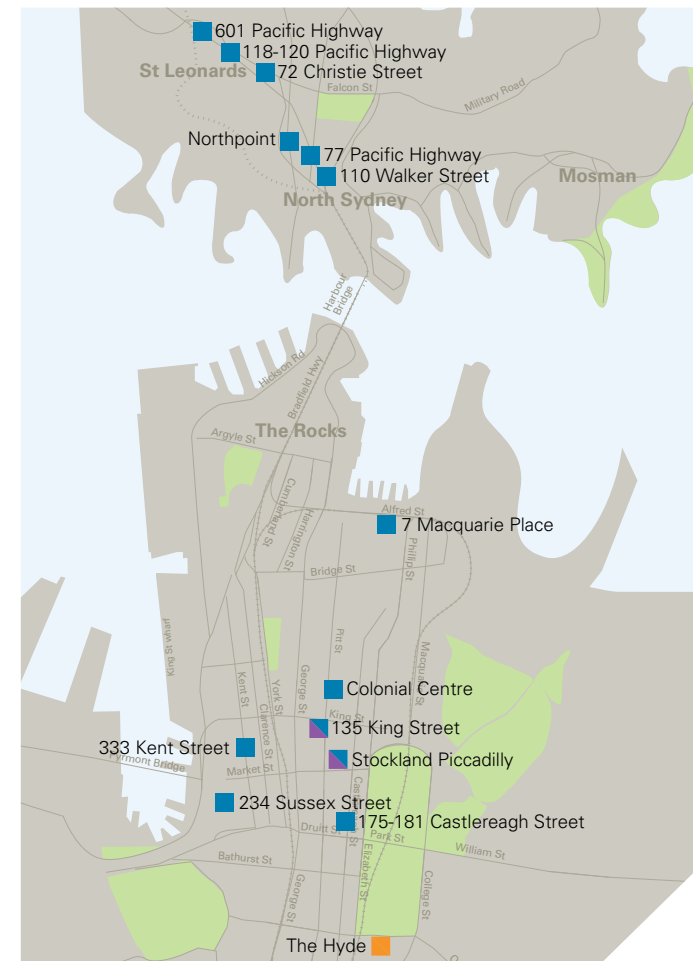 601 Pacific Highway
118-120 Pacific Highway
St Leonards
72 Christie Street
Falcon St
Military Road
Northpoint
77 Pacific Highway
110 Walker Street
Mosman
North Sydney
Harbour
Bridge
Hickson Rd
Bradfield Hwy
The Rocks
Argyle St
Cumberland St
Harrington St
Alfred St
7 Macquarie Place
Phillip St
Bridge St
King St wharf
Pitt St
Macquarie St
Kent St
York St
George St
Clarence St
Colonial Centre
King St
135 King Street
333 Kent Street
Pyrmont Bridge
Stockland Piccadilly
Market St
234 Sussex Street
175-181 Castlereagh Street
Druitt St
Park St
William St
Elizabeth St
Bathurst St
George St
College St
The Hyde